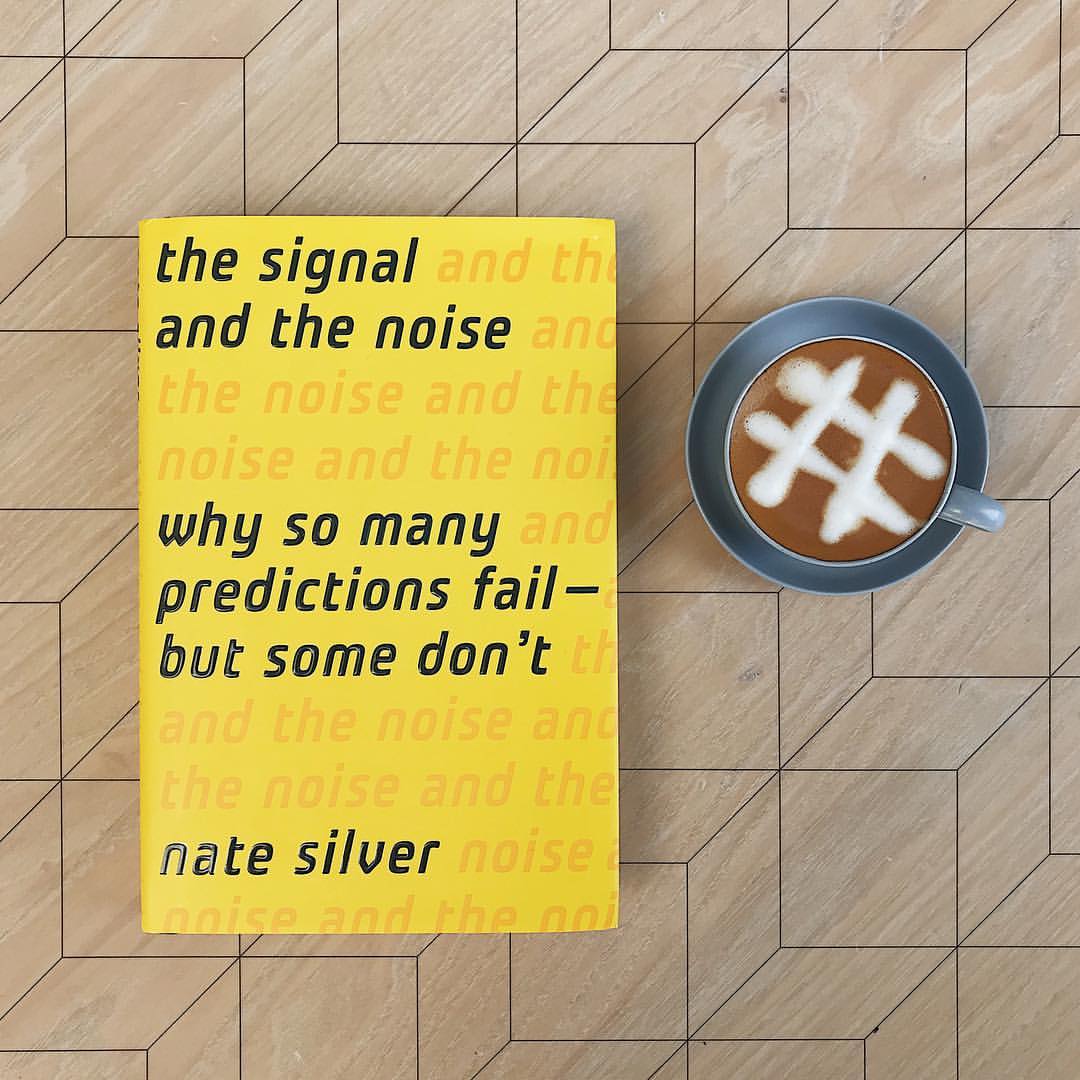 the signal and the
and the noise and
the noise and the
noise and the noi
why so many and
predictions fail— a
but some don't th
and the noise and
the noise and the
nate silver noise a
noise and the noi
#